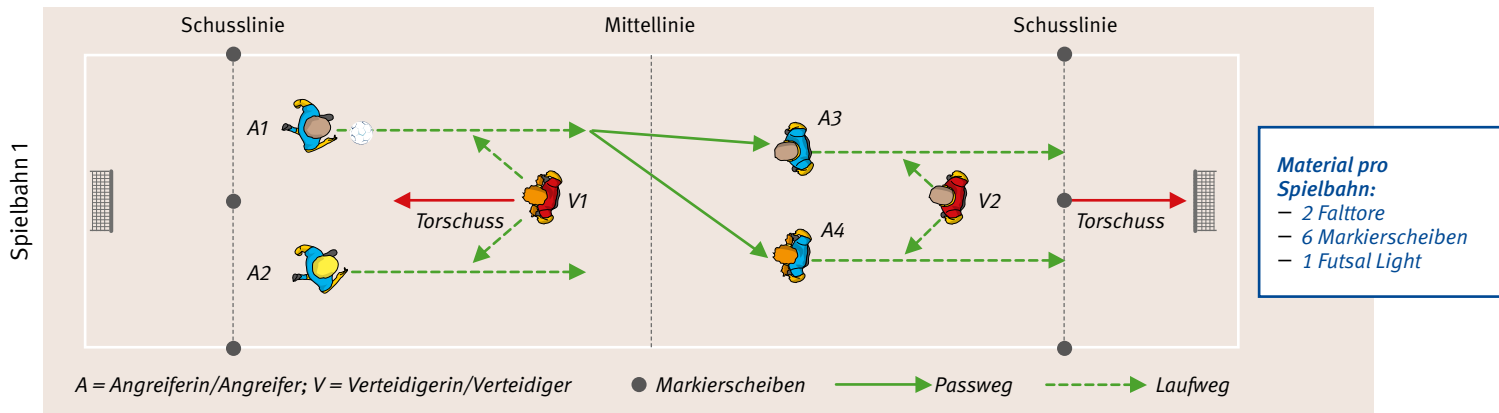 Schusslinie
Mittellinie
Schusslinie
Spielbahn 1
A1
A3
V1
V2
Torschuss
Torschuss
A4
A2
Material pro
Spielbahn:
– 2 Falttore
– 6 Markierscheiben
– 1 Futsal Light
A = Angreiferin/Angreifer; V = Verteidigerin/Verteidiger
Markierscheiben
Passweg
Laufweg